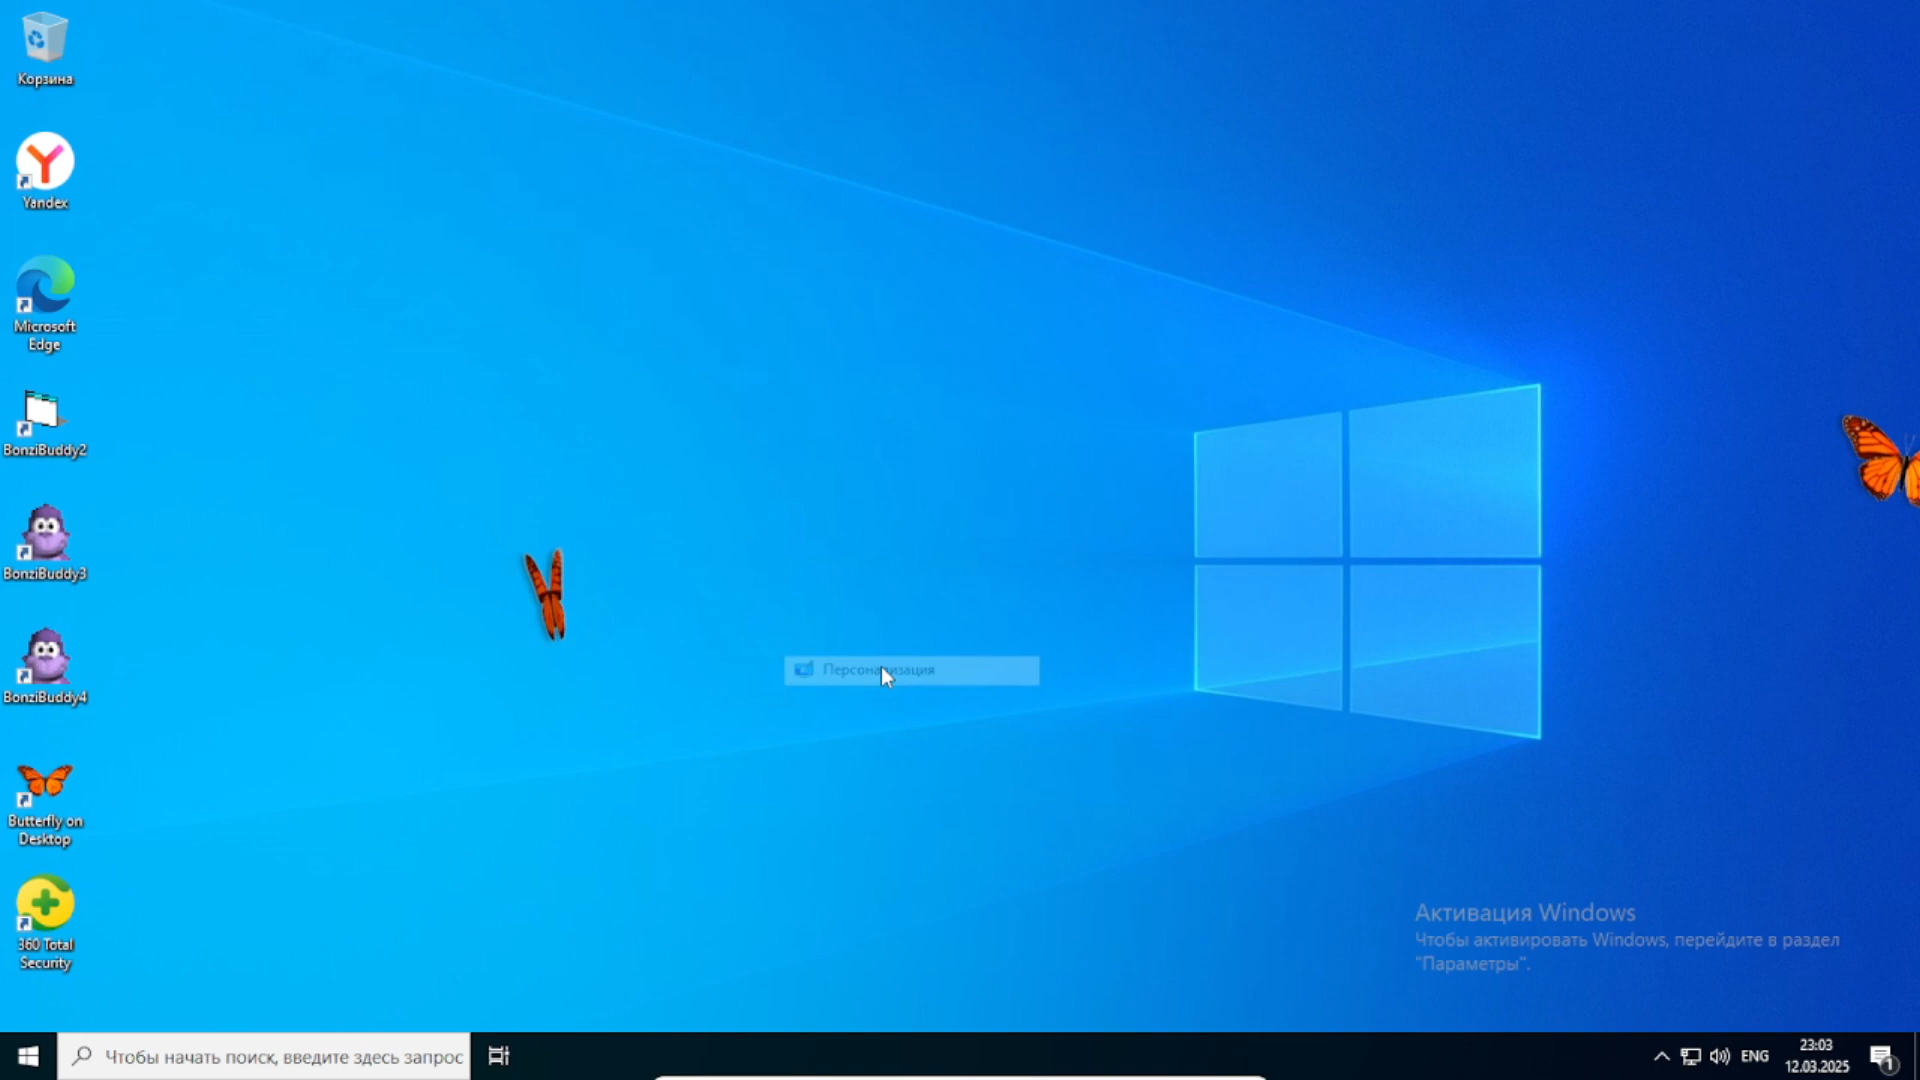 Корзина
Yandex
Microsoft
Edge
BonziBuddy2
BonziBuddy3
BonziBuddy4
Butterfly on
Desktop
360 Total
Security
Персонализация
Активация Windows
Чтобы активировать Windows, перейдите в раздел
"Параметры".
Чтобы начать поиск, введите здесь запрос
ENG
23:03
12.03.2025
1